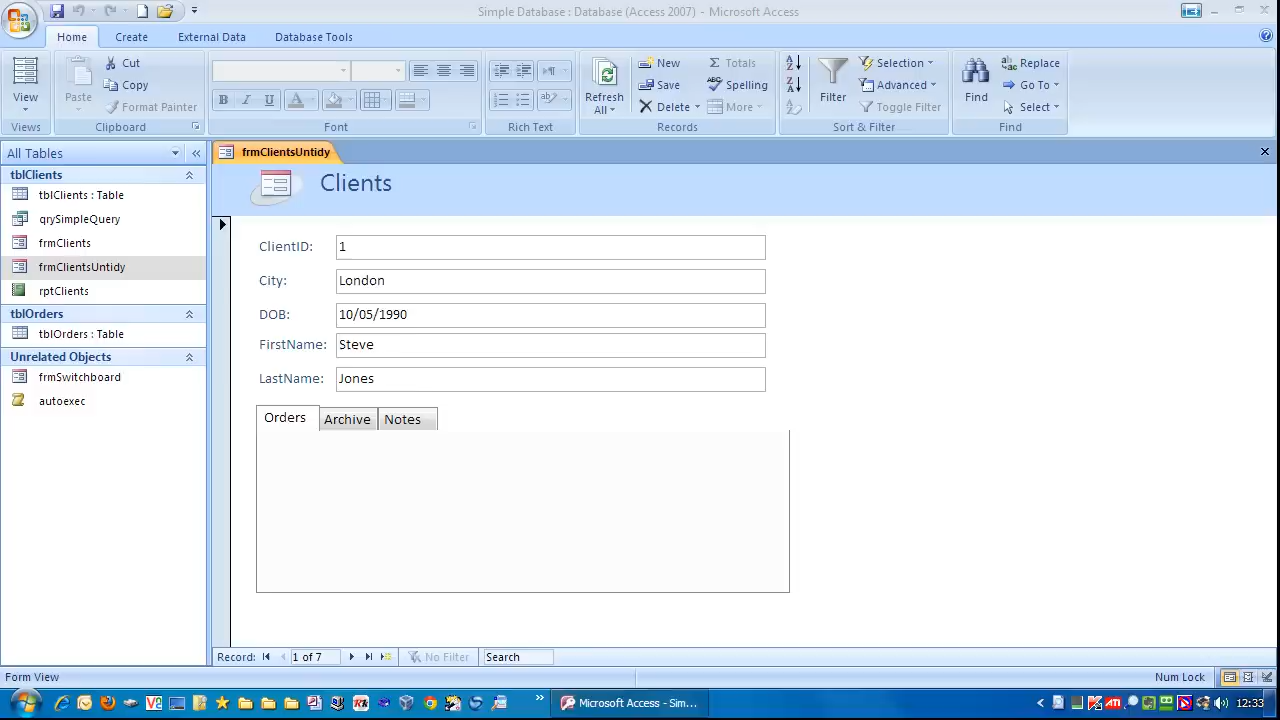 Simple Database : Database (Access 2007) - Microsoft Access
Home Create External Data Database Tools
View
Views
Paste
Cut
Copy
Format Painter
Clipboard
B I U A
Font
Rich Text
Refresh All
New
Save
Delete
Totals
Spelling
More
Records
Filter
Selection
Advanced
Toggle Filter
Sort & Filter
Find
Replace
Go To
Select
Find
All Tables
tblClients
tblClients : Table
qrySimpleQuery
frmClients
frmClientsUntidy
rptClients
tblOrders
tblOrders : Table
Unrelated Objects
frmSwitchboard
autoexec
frmClientsUntidy
Clients
ClientID: 1
City: London
DOB: 10/05/1990
FirstName: Steve
LastName: Jones
Orders Archive Notes
Record: 1 of 7 No Filter Search
Form View Num Lock
Microsoft Access - Sim... 12:33